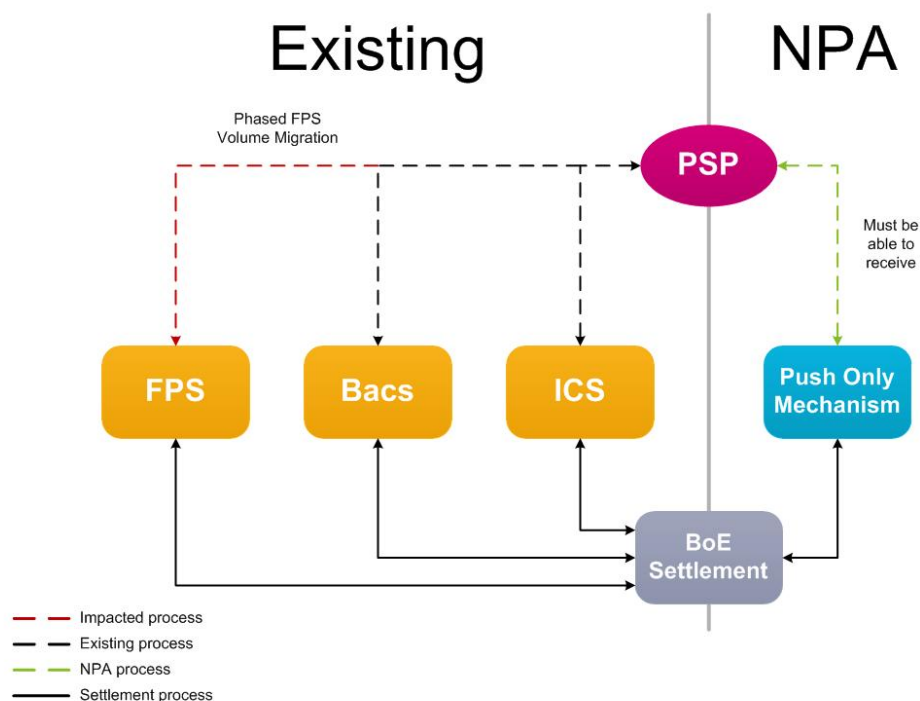 Existing
NPA
Phased FPS
Volume Migration
PSP
Must be
able to
receive
FPS
Bacs
ICS
Push Only
Mechanism
BoE
Settlement
Impacted process
Existing process
NPA process
Settlement process